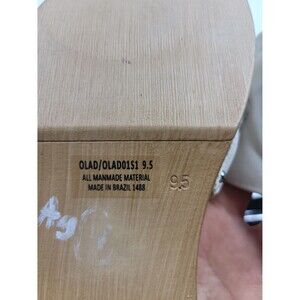 OLAD/OLAD01S1 9.5
ALL MANMADE MATERIAL
MADE IN BRAZIL 1488
9.5